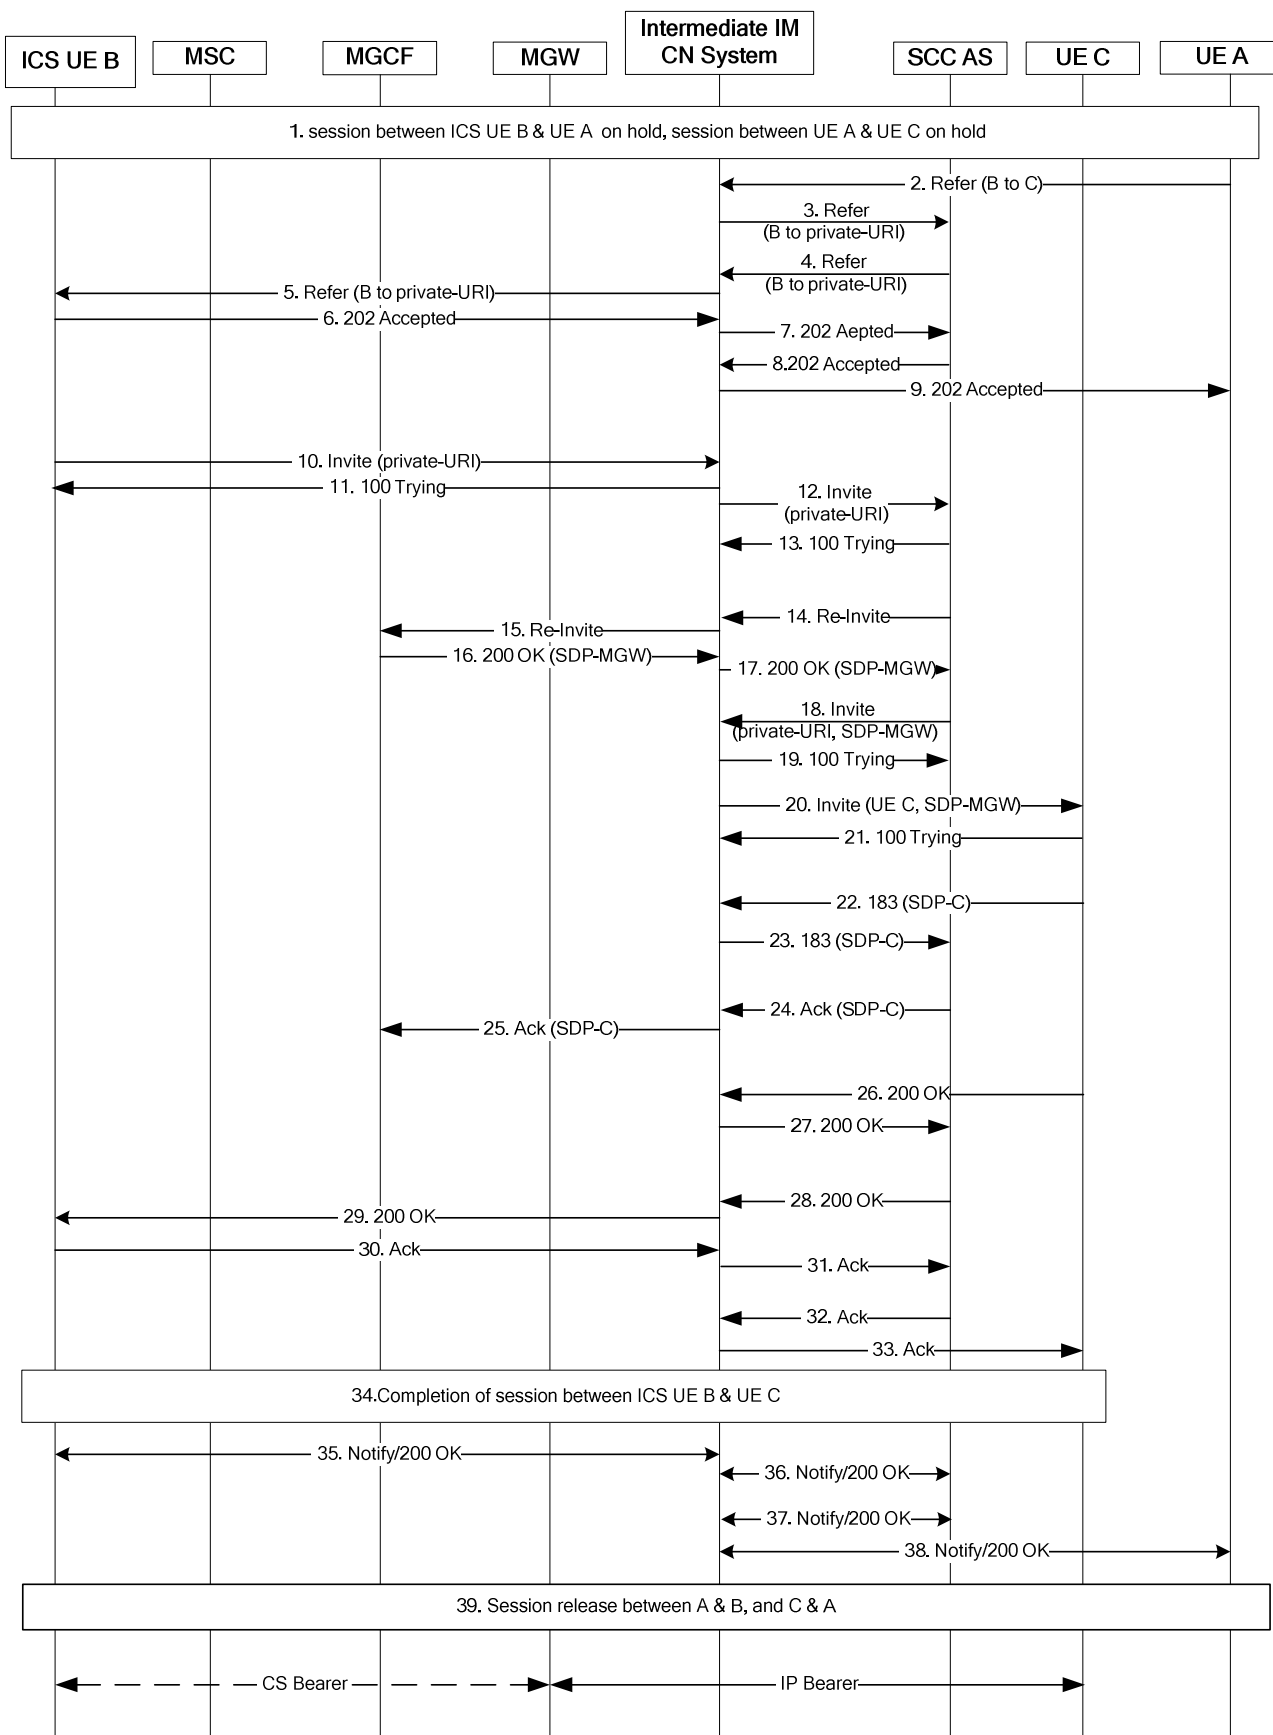 Intermediate IM
CN System
ICS UE B
MSC
MGCF
MGW
SCC AS
UE C
UE A
1. session between ICS UE B & UE A on hold, session between UE A & UE C on hold
2. Refer (B to C)
3. Refer
(B to private-URI)
4. Refer
(B to private-URI)
5. Refer (B to private-URI)
6. 202 Accepted
7. 202 Aepted
8.202 Accepted
9. 202 Accepted
10. Invite (private-URI)
11. 100 Trying
12. Invite
(private-URI)
13. 100 Trying
14. Re-Invite
15. Re-Invite
16. 200 OK (SDP-MGW)
17. 200 OK (SDP-MGW)
18. Invite
(private-URI, SDP-MGW)
19. 100 Trying
20. Invite (UE C, SDP-MGW)
21. 100 Trying
22. 183 (SDP-C)
23. 183 (SDP-C)
24. Ack (SDP-C)
25. Ack (SDP-C)
26. 200 OK
27. 200 OK
28. 200 OK
29. 200 OK
30. Ack
31. Ack
32. Ack
33. Ack
34.Completion of session between ICS UE B & UE C
35. Notify/200 OK
36. Notify/200 OK
37. Notify/200 OK
38. Notify/200 OK
39. Session release between A & B, and C & A
CS Bearer
IP Bearer